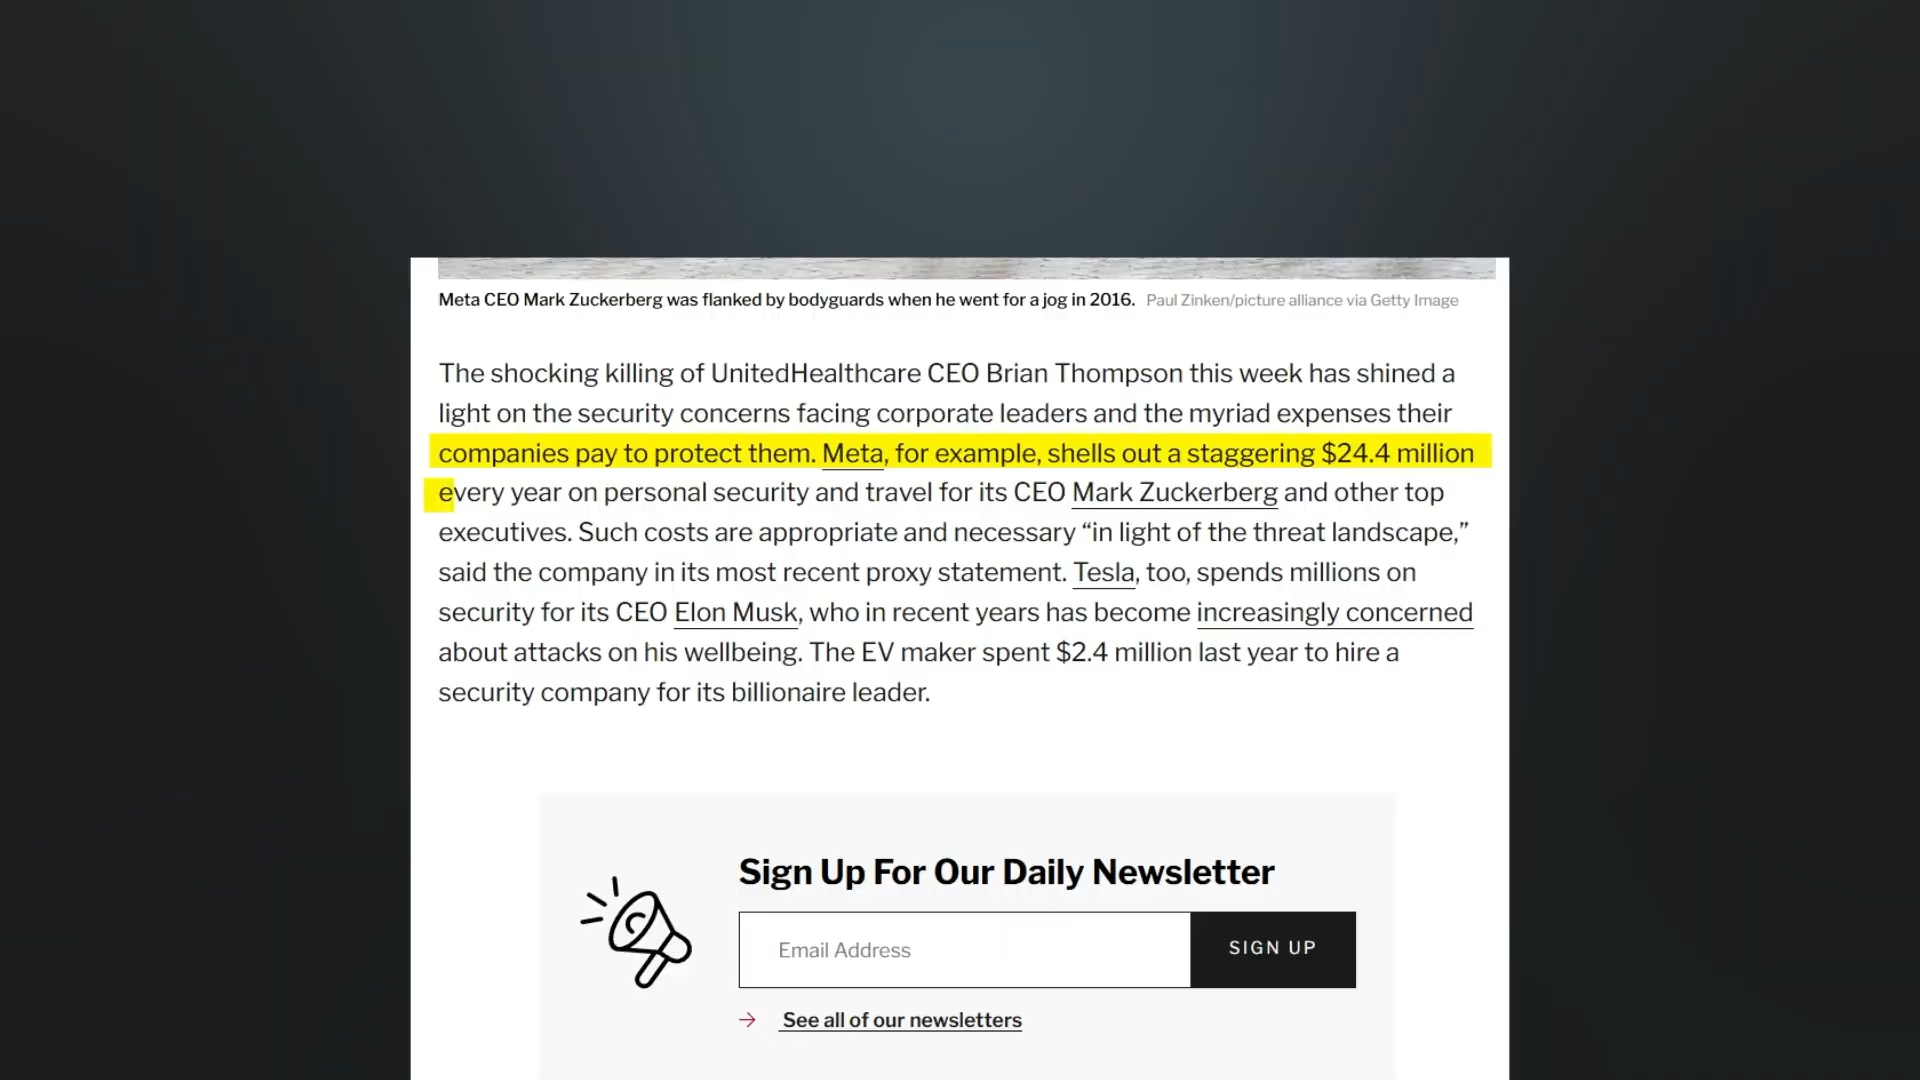 Meta CEO Mark Zuckerberg was flanked by bodyguards when he went for a jog in 2016. Paul Zinken/picture alliance via Getty Image
The shocking killing of UnitedHealthcare CEO Brian Thompson this week has shined a
light on the security concerns facing corporate leaders and the myriad expenses their
companies pay to protect them. Meta, for example, shells out a staggering $24.4 million
every year on personal security and travel for its CEO Mark Zuckerberg and other top
executives. Such costs are appropriate and necessary “in light of the threat landscape,”
said the company in its most recent proxy statement. Tesla, too, spends millions on
security for its CEO Elon Musk, who in recent years has become increasingly concerned
about attacks on his wellbeing. The EV maker spent $2.4 million last year to hire a
security company for its billionaire leader.
Sign Up For Our Daily Newsletter
Email Address
SIGN UP
See all of our newsletters